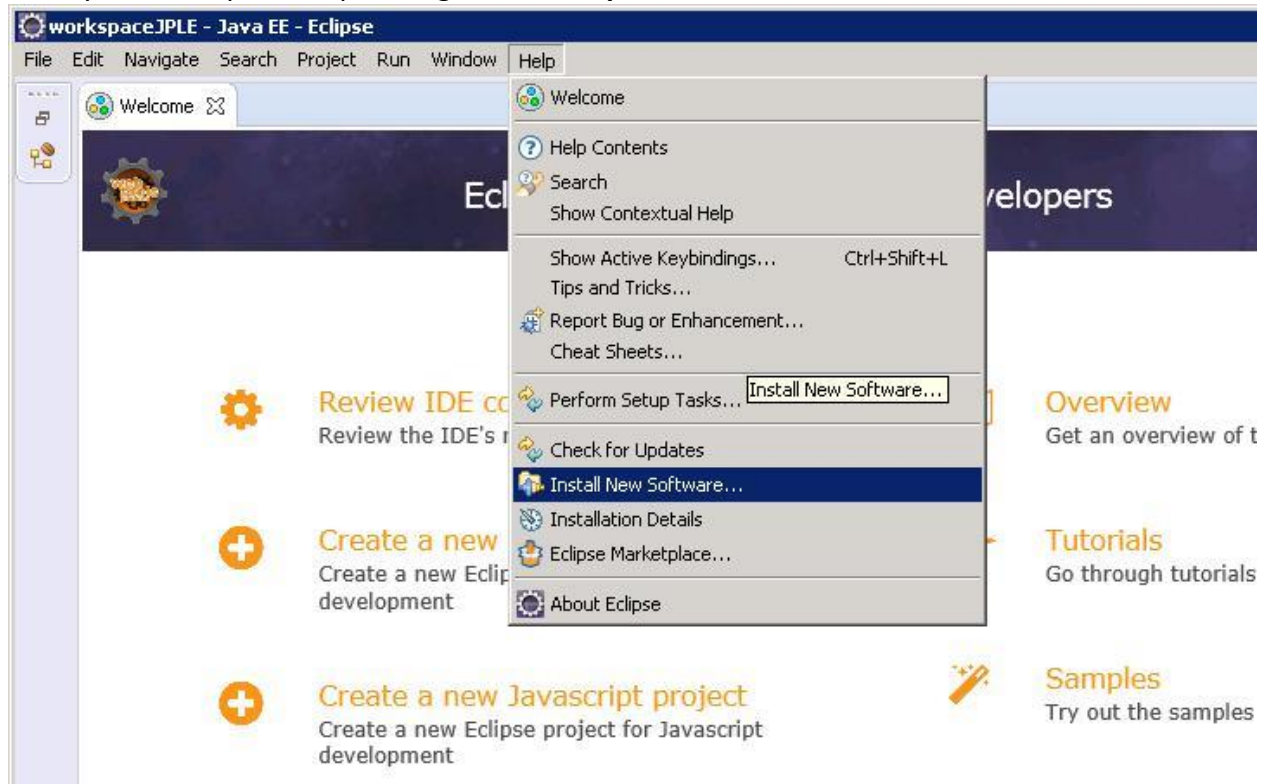 workspaceJPLE - Java EE - Eclipse
File Edit Navigate Search Project Run Window Help
Welcome
Welcome
Help Contents
Search
Show Contextual Help
Show Active Keybindings... Ctrl+Shift+L
Tips and Tricks...
Report Bug or Enhancement...
Cheat Sheets...
Perform Setup Tasks...
Install New Software...
Check for Updates
Install New Software...
Installation Details
Eclipse Marketplace...
About Eclipse
Ecl
velopers
Review IDE co
Review the IDE's
Create a new
Create a new Eclip
development
Create a new Javascript project
Create a new Eclipse project for Javascript
development
Overview
Get an overview of t
Tutorials
Go through tutorials
Samples
Try out the samples